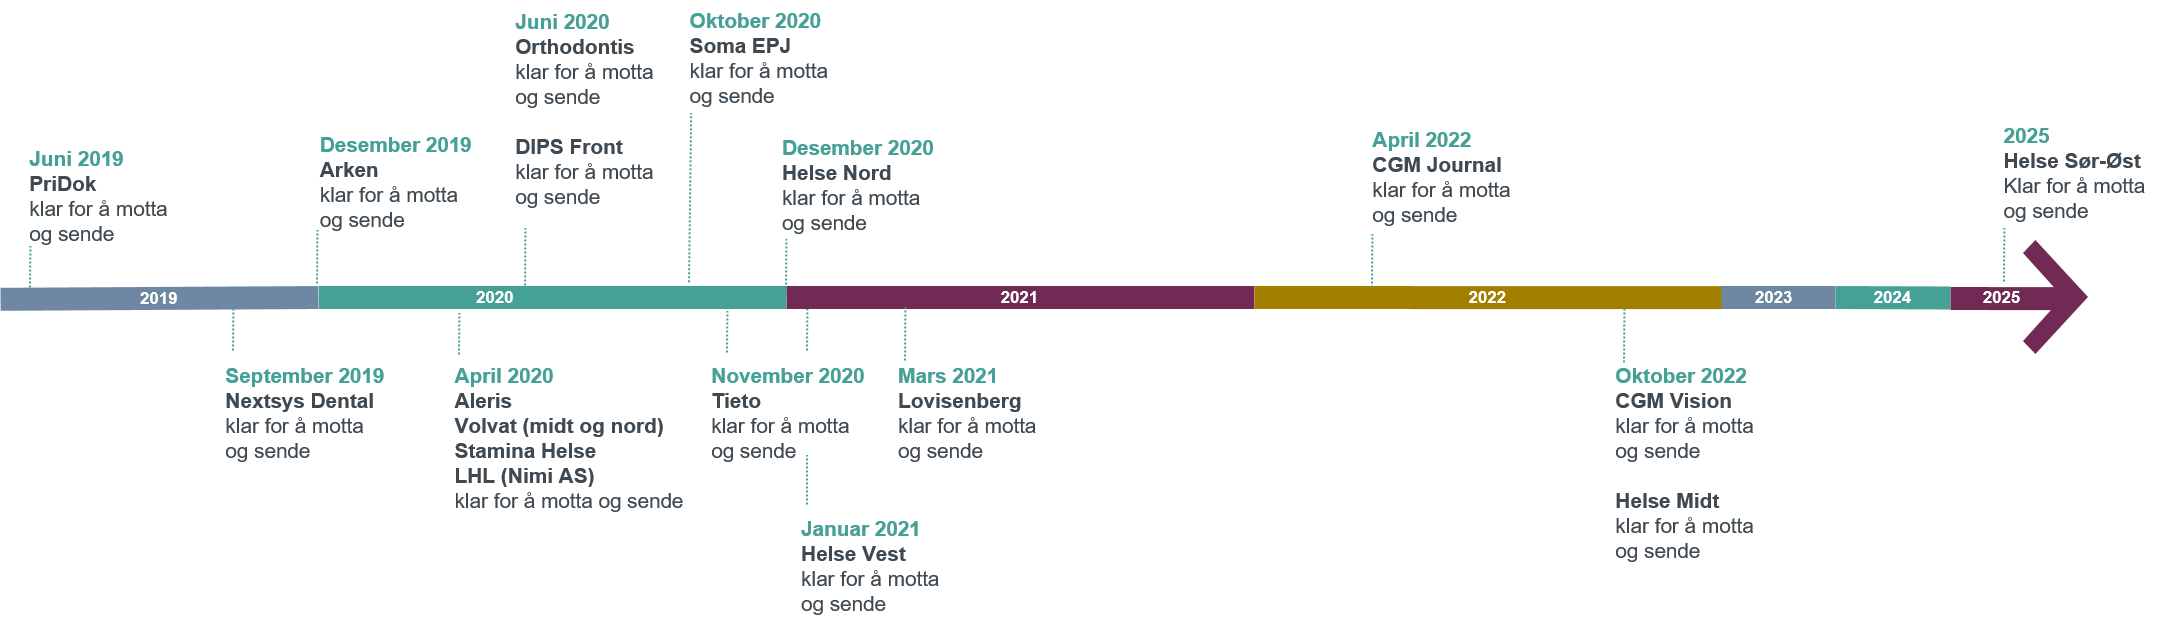 Juni 2019
PriDok
klar for å motta
og sende
Desember 2019
Arken
klar for å motta
og sende
Juni 2020
Orthodontis
klar for å motta
og sende
DIPS Front
klar for å motta
og sende
Oktober 2020
Soma EPJ
klar for å motta
og sende
Desember 2020
Helse Nord
klar for å motta
og sende
April 2022
CGM Journal
klar for å motta
og sende
2025
Helse Sør-Øst
Klar for å motta
og sende
2019
2020
2021
2022
2023
2024
2025
September 2019
Nextsys Dental
klar for å motta
og sende
April 2020
Aleris
Volvat (midt og nord)
Stamina Helse
LHL (Nimi AS)
klar for å motta og sende
November 2020
Tieto
klar for å motta
og sende
Januar 2021
Helse Vest
klar for å motta
og sende
Mars 2021
Lovisenberg
klar for å motta
og sende
Oktober 2022
CGM Vision
klar for å motta
og sende
Helse Midt
klar for å motta
og sende